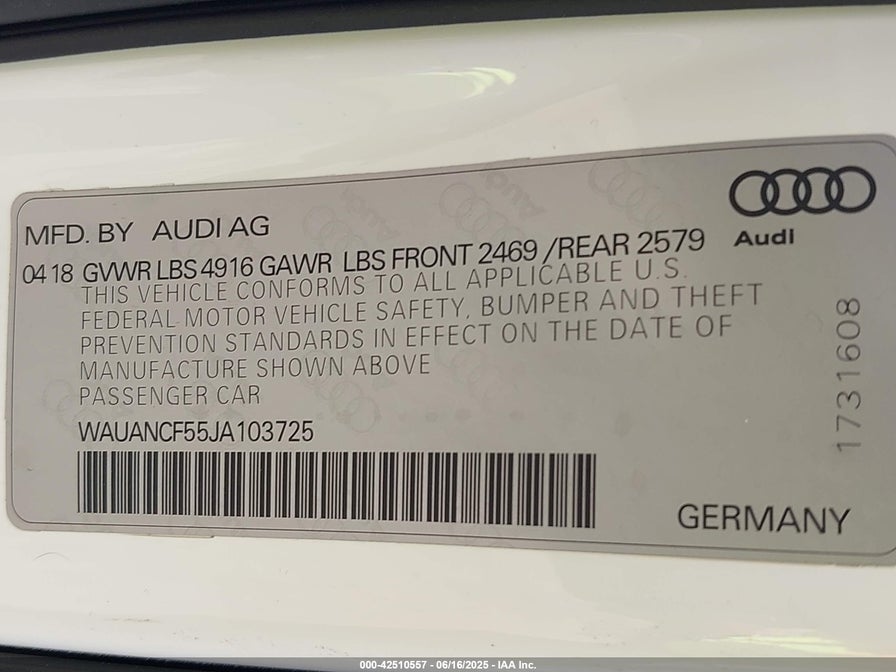 MFD. BY AUDI AG
04 18 GVWR LBS 4916 GAWR LBS FRONT 2469 /REAR 2579
THIS VEHICLE CONFORMS TO ALL APPLICABLE U.S.
FEDERAL MOTOR VEHICLE SAFETY, BUMPER AND THEFT
PREVENTION STANDARDS IN EFFECT ON THE DATE OF
MANUFACTURE SHOWN ABOVE
PASSENGER CAR
WAUANCF55JA103725
Audi
1731608
GERMANY
000-42510557 - 06/16/2025 - IAA Inc.